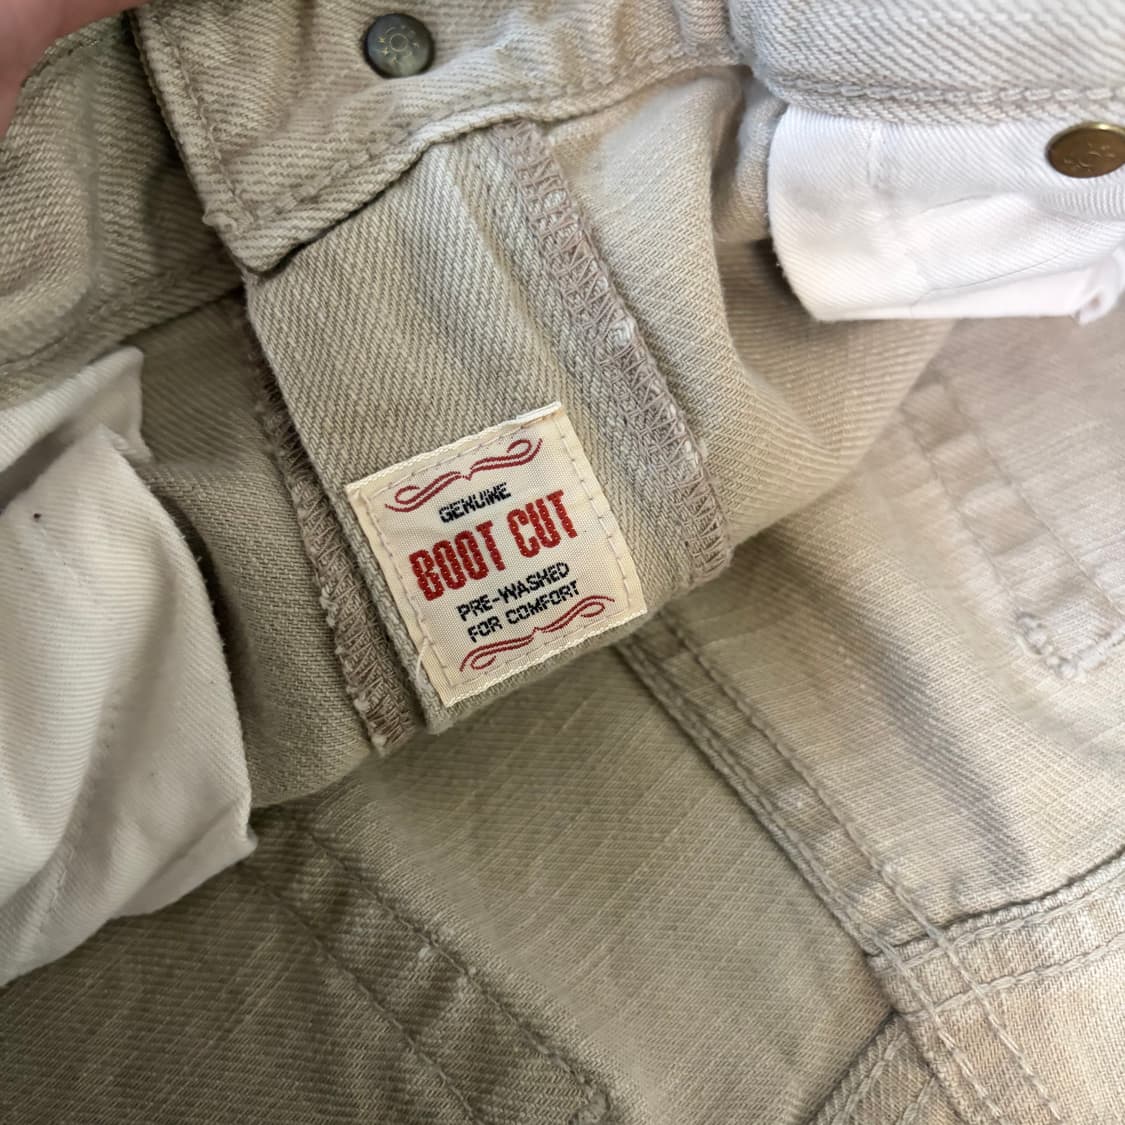 GENUINE
BOOT CUT
PRE-WASHED
FOR COMFORT